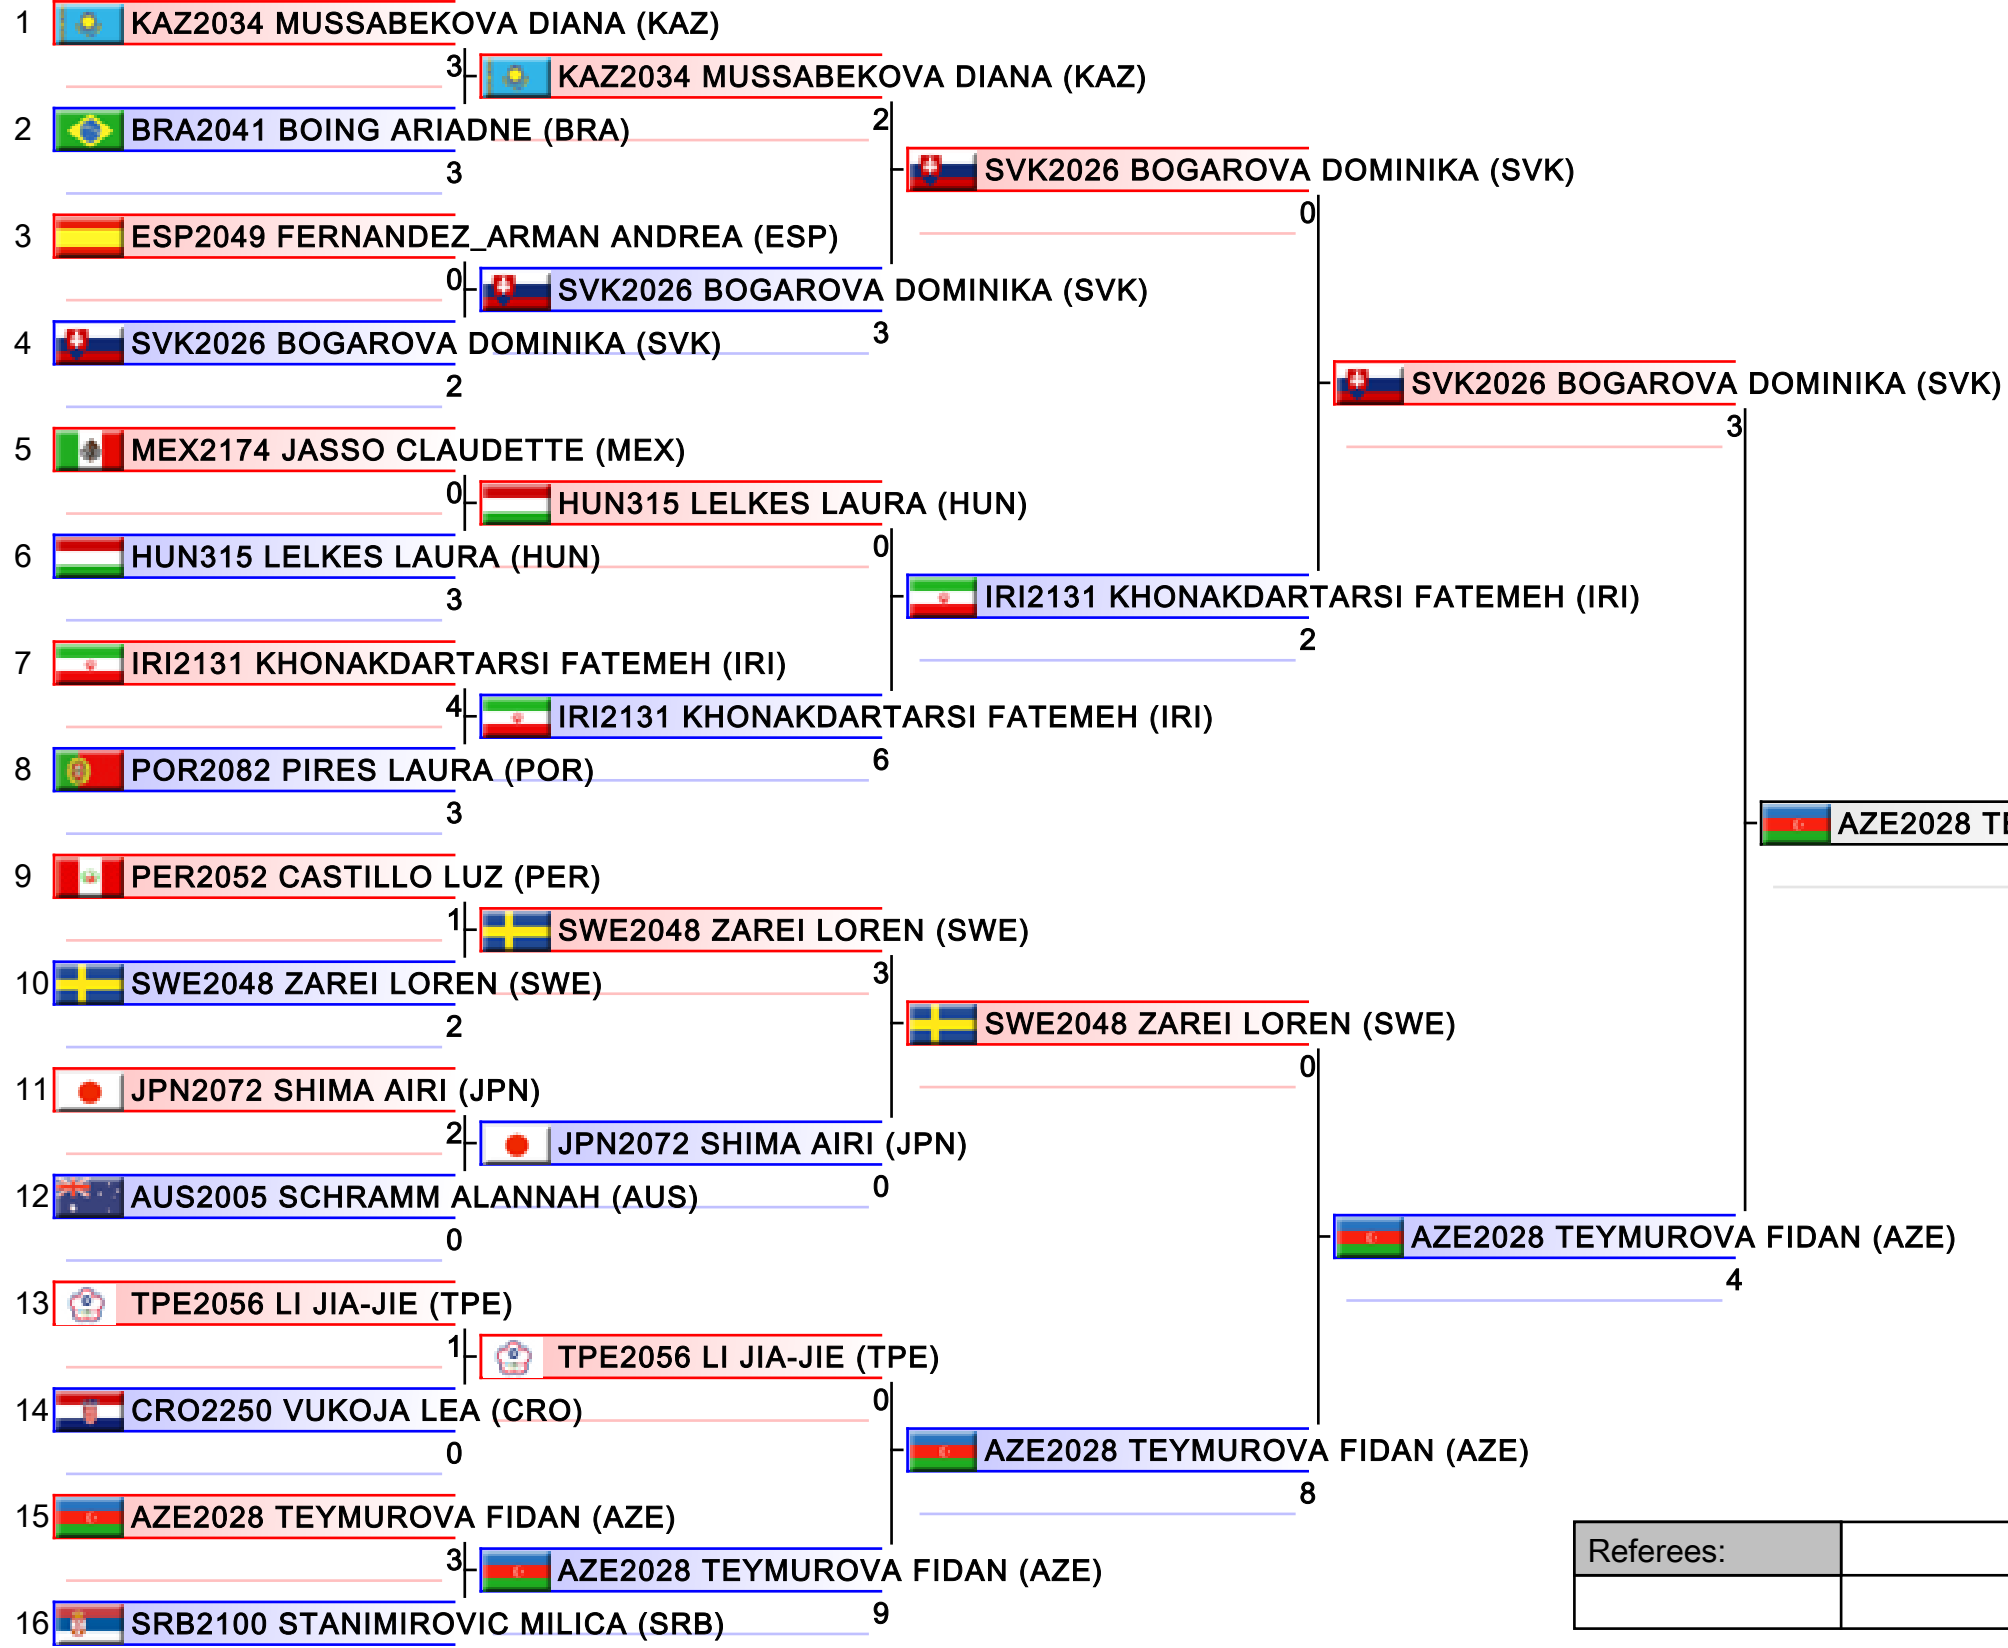 1 KAZ2034 MUSSABEKOVA DIANA (KAZ)
3 KAZ2034 MUSSABEKOVA DIANA (KAZ)
2 BRA2041 BOING ARIADNE (BRA) 2
3 SVK2026 BOGAROVA DOMINIKA (SVK)
0
3 ESP2049 FERNANDEZ_ARMAN ANDREA (ESP)
0 SVK2026 BOGAROVA DOMINIKA (SVK)
4 SVK2026 BOGAROVA DOMINIKA (SVK) 3
2 SVK2026 BOGAROVA DOMINIKA (SVK)
3
5 MEX2174 JASSO CLAUDETTE (MEX)
0 HUN315 LELKES LAURA (HUN)
6 HUN315 LELKES LAURA (HUN) 0
3 IRI2131 KHONAKDARTARSI FATEMEH (IRI)
2
7 IRI2131 KHONAKDARTARSI FATEMEH (IRI)
4 IRI2131 KHONAKDARTARSI FATEMEH (IRI)
8 POR2082 PIRES LAURA (POR) 6
3 AZE2028
9 PER2052 CASTILLO LUZ (PER)
1 SWE2048 ZAREI LOREN (SWE)
10 SWE2048 ZAREI LOREN (SWE) 3
2 SWE2048 ZAREI LOREN (SWE)
0
11 JPN2072 SHIMA AIRI (JPN)
2 JPN2072 SHIMA AIRI (JPN)
12 AUS2005 SCHRAMM ALANNAH (AUS) 0
0 AZE2028 TEYMUROVA FIDAN (AZE)
4
13 TPE2056 LI JIA-JIE (TPE)
1 TPE2056 LI JIA-JIE (TPE)
14 CRO2250 VUKOJA LEA (CRO) 0
0 AZE2028 TEYMUROVA FIDAN (AZE)
8
15 AZE2028 TEYMUROVA FIDAN (AZE)
Referees:
3 AZE2028 TEYMUROVA FIDAN (AZE)
16 SRB2100 STANIMIROVIC MILICA (SRB) 9